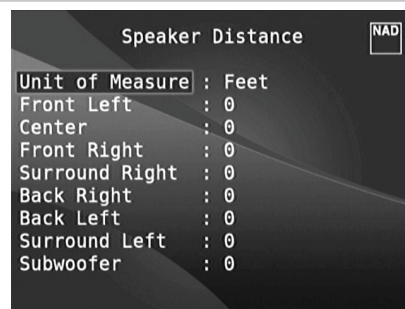 Speaker Distance
NAD
Unit of Measure : Feet
Front Left : 0
Center : 0
Front Right : 0
Surround Right : 0
Back Right : 0
Back Left : 0
Surround Left : 0
Subwoofer : 0